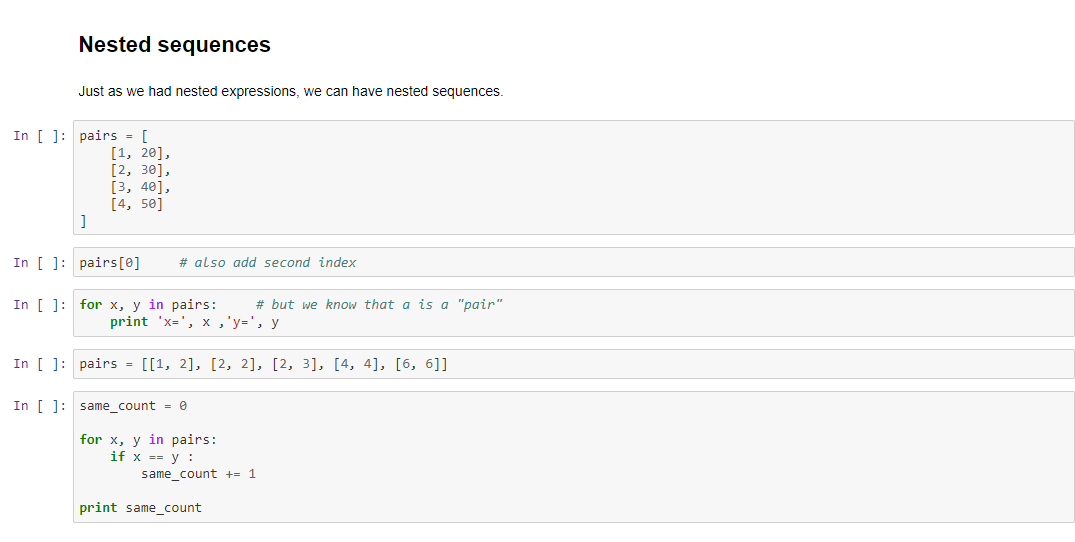 Nested sequences
Just as we had nested expressions, we can have nested sequences.
In [ ]: pairs = [
    [1, 20],
    [2, 30],
    [3, 40],
    [4, 50]
]
In [ ]: pairs[0]     # also add second index
In [ ]: for x, y in pairs:     # but we know that a is a "pair"
    print 'x=', x ,'y=', y
In [ ]: pairs = [[1, 2], [2, 2], [2, 3], [4, 4], [6, 6]]
In [ ]: same_count = 0
for x, y in pairs:
    if x == y :
        same_count += 1
print same_count